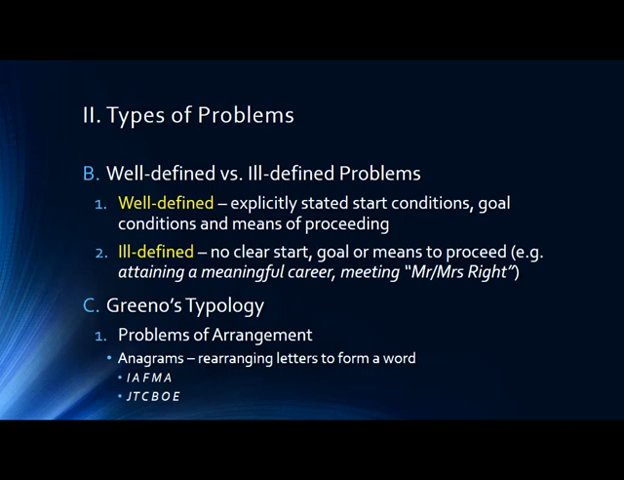 II. Types of Problems
B. Well-defined vs. Ill-defined Problems
1. Well-defined – explicitly stated start conditions, goal
conditions and means of proceeding
2. Ill-defined – no clear start, goal or means to proceed (e.g.
attaining a meaningful career, meeting “Mr/Mrs Right”)
C. Greeno’s Typology
1. Problems of Arrangement
• Anagrams – rearranging letters to form a word
• I A F M A
• J T C B O E